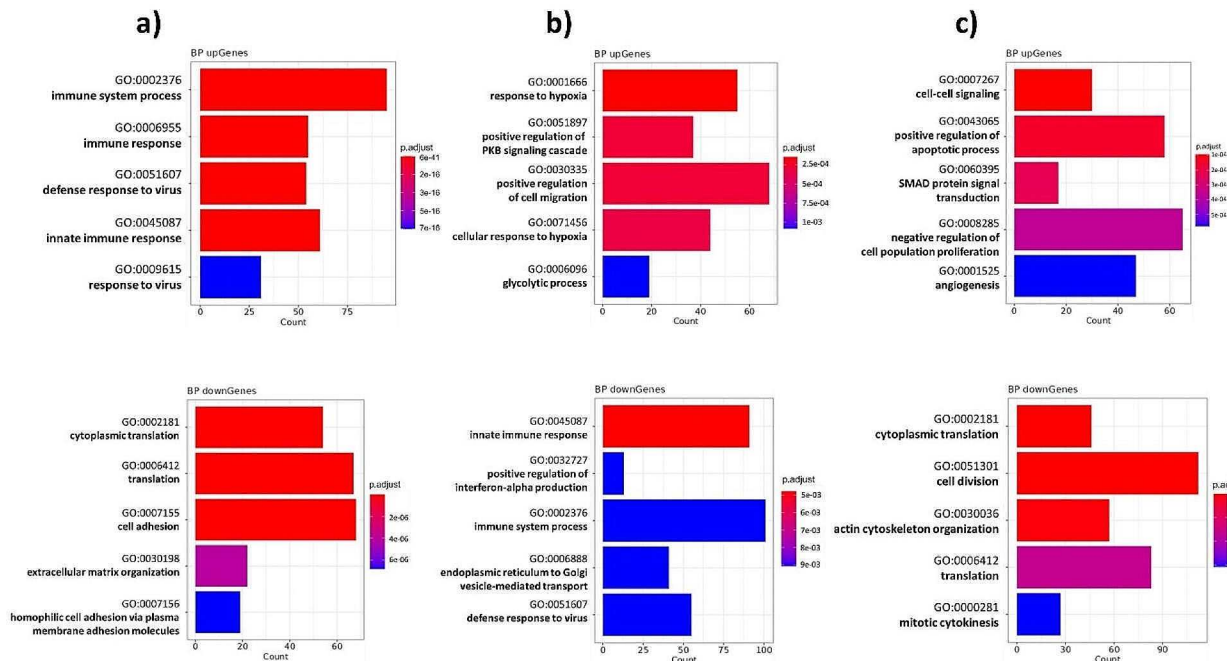 a)
BP upGenes
GO:0002376
immune system process
GO:0006955
immune response
GO:0051607
defense response to virus
GO:0045087
innate immune response
GO:0009615
response to virus
0 25 50 75
Count
p.adjust
6e-41
2e-16
3e-16
5e-16
7e-16
b)
BP upGenes
GO:0001666
response to hypoxia
GO:0051897
positive regulation of
PKB signaling cascade
GO:0030335
positive regulation
of cell migration
GO:0071456
cellular response to hypoxia
GO:0006096
glycolytic process
0 20 40 60
Count
p.adjust
2.5e-04
5e-04
7.5e-04
1e-03
c)
BP upGenes
GO:0007267
cell-cell signaling
GO:0043065
positive regulation of
apoptotic process
GO:0060395
SMAD protein signal
transduction
GO:0008285
negative regulation of
cell population proliferation
GO:0001525
angiogenesis
0 20 40 60
Count
p.adjust
BP downGenes
GO:0002181
cytoplasmic translation
GO:0006412
translation
GO:0007155
cell adhesion
GO:0030198
extracellular matrix organization
GO:0007156
homophilic cell adhesion via plasma
membrane adhesion molecules
0 20 40 60
Count
p.adjust
2e-06
4e-06
6e-06
BP downGenes
GO:0045087
innate immune response
GO:0032727
positive regulation of
interferon-alpha production
GO:0002376
immune system process
GO:0006888
endoplasmic reticulum to Golgi
vesicle-mediated transport
GO:0051607
defense response to virus
0 25 50 75 100
Count
p.adjust
5e-03
6e-03
7e-03
8e-03
9e-03
BP downGenes
GO:0002181
cytoplasmic translation
GO:0051301
cell division
GO:0030036
actin cytoskeleton organization
GO:0006412
translation
GO:0000281
mitotic cytokinesis
0 30 60 90
Count